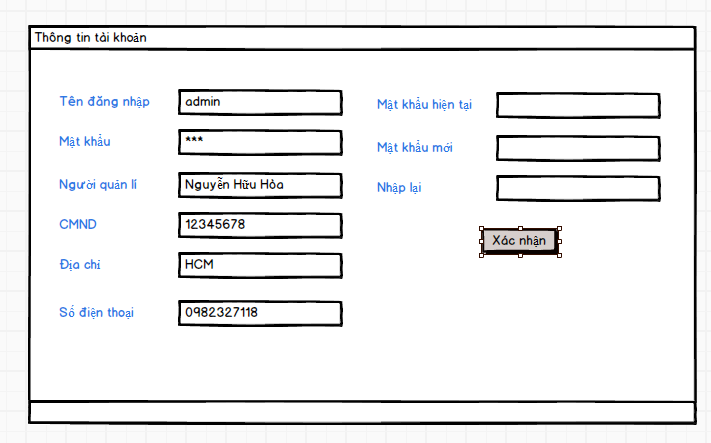 Thông tin tài khoản
Tên đăng nhập
admin
Mật khẩu
***
Người quản lí
Nguyễn Hữu Hòa
CMND
12345678
Địa chỉ
HCM
Số điện thoại
0982327118
Mật khẩu hiện tại
Mật khẩu mới
Nhập lại
Xác nhận